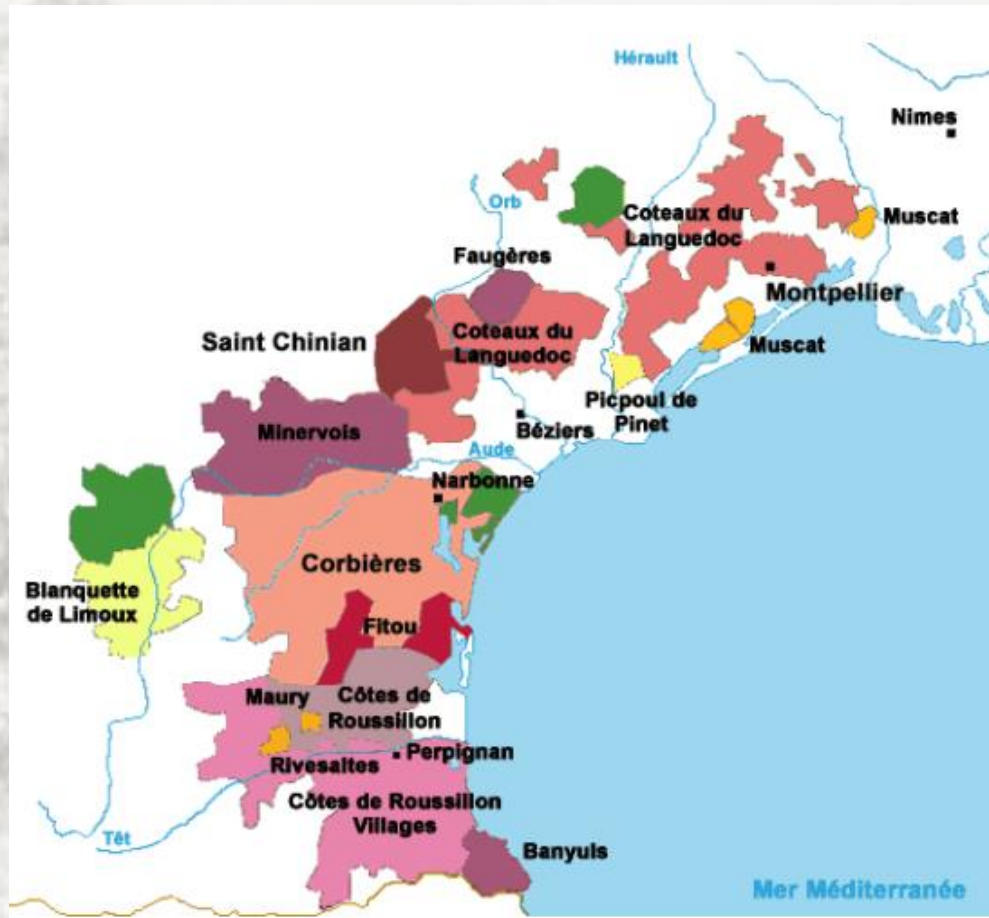 Hérault
Nimes
Orb
Coteaux du
Languedoc
Muscat
Faugères
Montpellier
Saint Chinian
Coteaux du
Languedoc
Muscat
Picpoul de
Pinet
Minervois
Béziers
Aude
Narbonne
Corbières
Blanquette
de Limoux
Fitou
Maury
Côtes de
Roussillon
Perpignan
Rivesaltes
Côtes de Roussillon
Villages
Têt
Banyuls
Mer Méditerranée